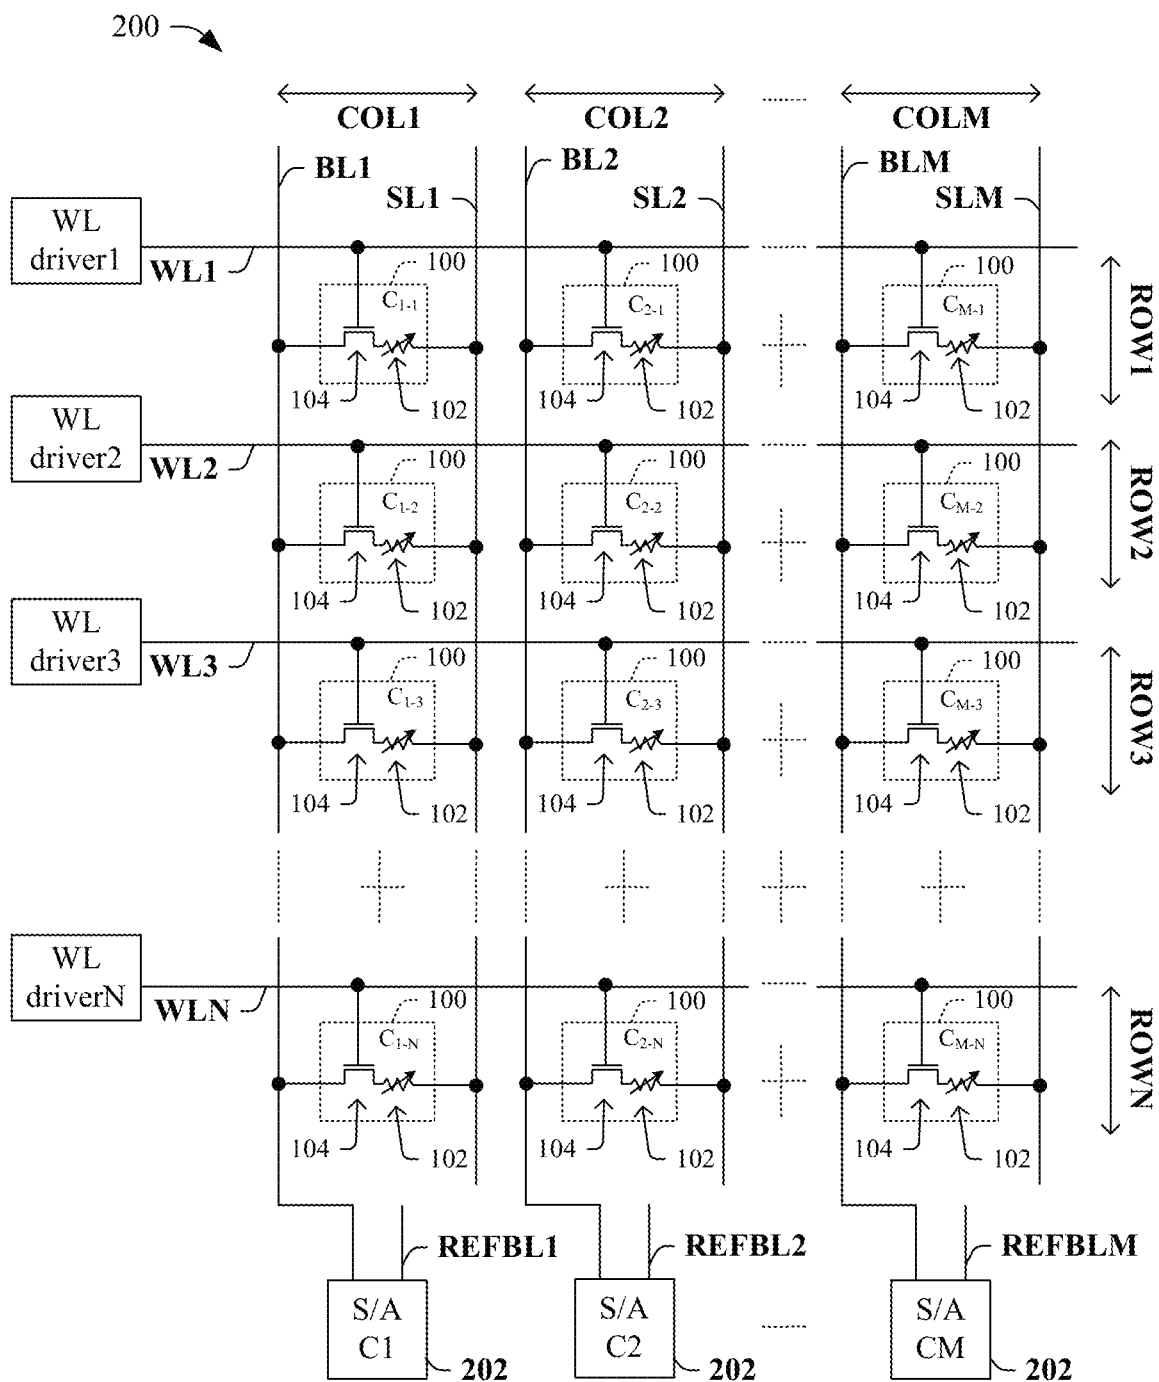 200
COL1 COL2 COLM
BL1 BL2 BLM
SL1 SL2 SLM
WL
driver1
WL1
100 100 100
C1-1 C2-1 CM-1
ROW1
104 102 104 102 104 102
WL
driver2
WL2
100 100 100
C1-2 C2-2 CM-2
ROW2
104 102 104 102 104 102
WL
driver3
WL3
100 100 100
C1-3 C2-3 CM-3
ROW3
104 102 104 102 104 102
WL
driverN
WLN
100 100 100
C1-N C2-N CM-N
ROWN
104 102 104 102 104 102
REFBL1 REFBL2 REFBLM
S/A
C1
202
S/A
C2
202
S/A
CM
202